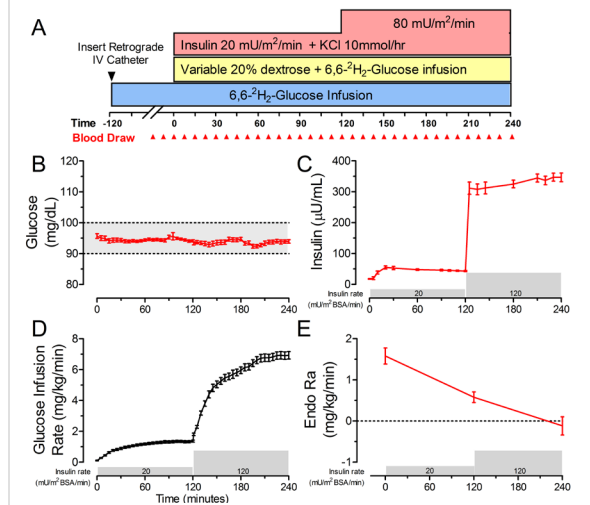 A
80 mU/m²/min
Insert Retrograde
IV Catheter
Insulin 20 mU/m²/min + KCl 10mmol/hr
Variable 20% dextrose + 6,6-²H₂-Glucose infusion
6,6-²H₂-Glucose Infusion
Time -120 0 30 60 90 120 150 180 210 240
Blood Draw
B
Glucose
(mg/dL)
120
110
100
90
80
0 60 120 180 240
C
Insulin (μU/mL)
400
300
200
100
0
Insulin rate
(mU/m² BSA/min)
20 120
0 60 120 180 240
D
Glucose Infusion
Rate (mg/kg/min)
8
6
4
2
0
Insulin rate
(mU/m² BSA/min)
20 120
0 60 120 180 240
Time (minutes)
E
Endo Ra
(mg/kg/min)
2
1
0
-1
Insulin rate
(mU/m² BSA/min)
20 120
0 60 120 180 240